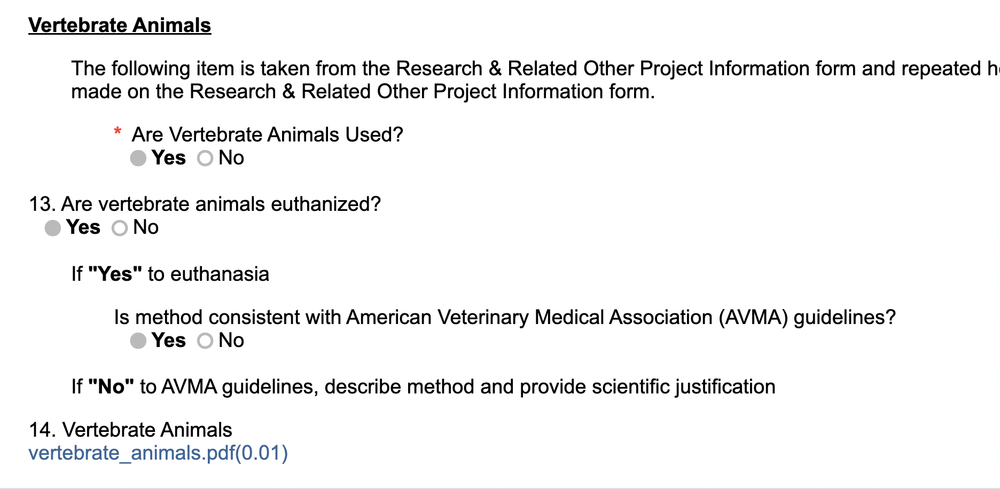 Vertebrate Animals
The following item is taken from the Research & Related Other Project Information form and repeated
made on the Research & Related Other Project Information form.
* Are Vertebrate Animals Used?
Yes No
13. Are vertebrate animals euthanized?
Yes No
If "Yes" to euthanasia
Is method consistent with American Veterinary Medical Association (AVMA) guidelines?
Yes No
If "No" to AVMA guidelines, describe method and provide scientific justification
14. Vertebrate Animals
vertebrate_animals.pdf(0.01)